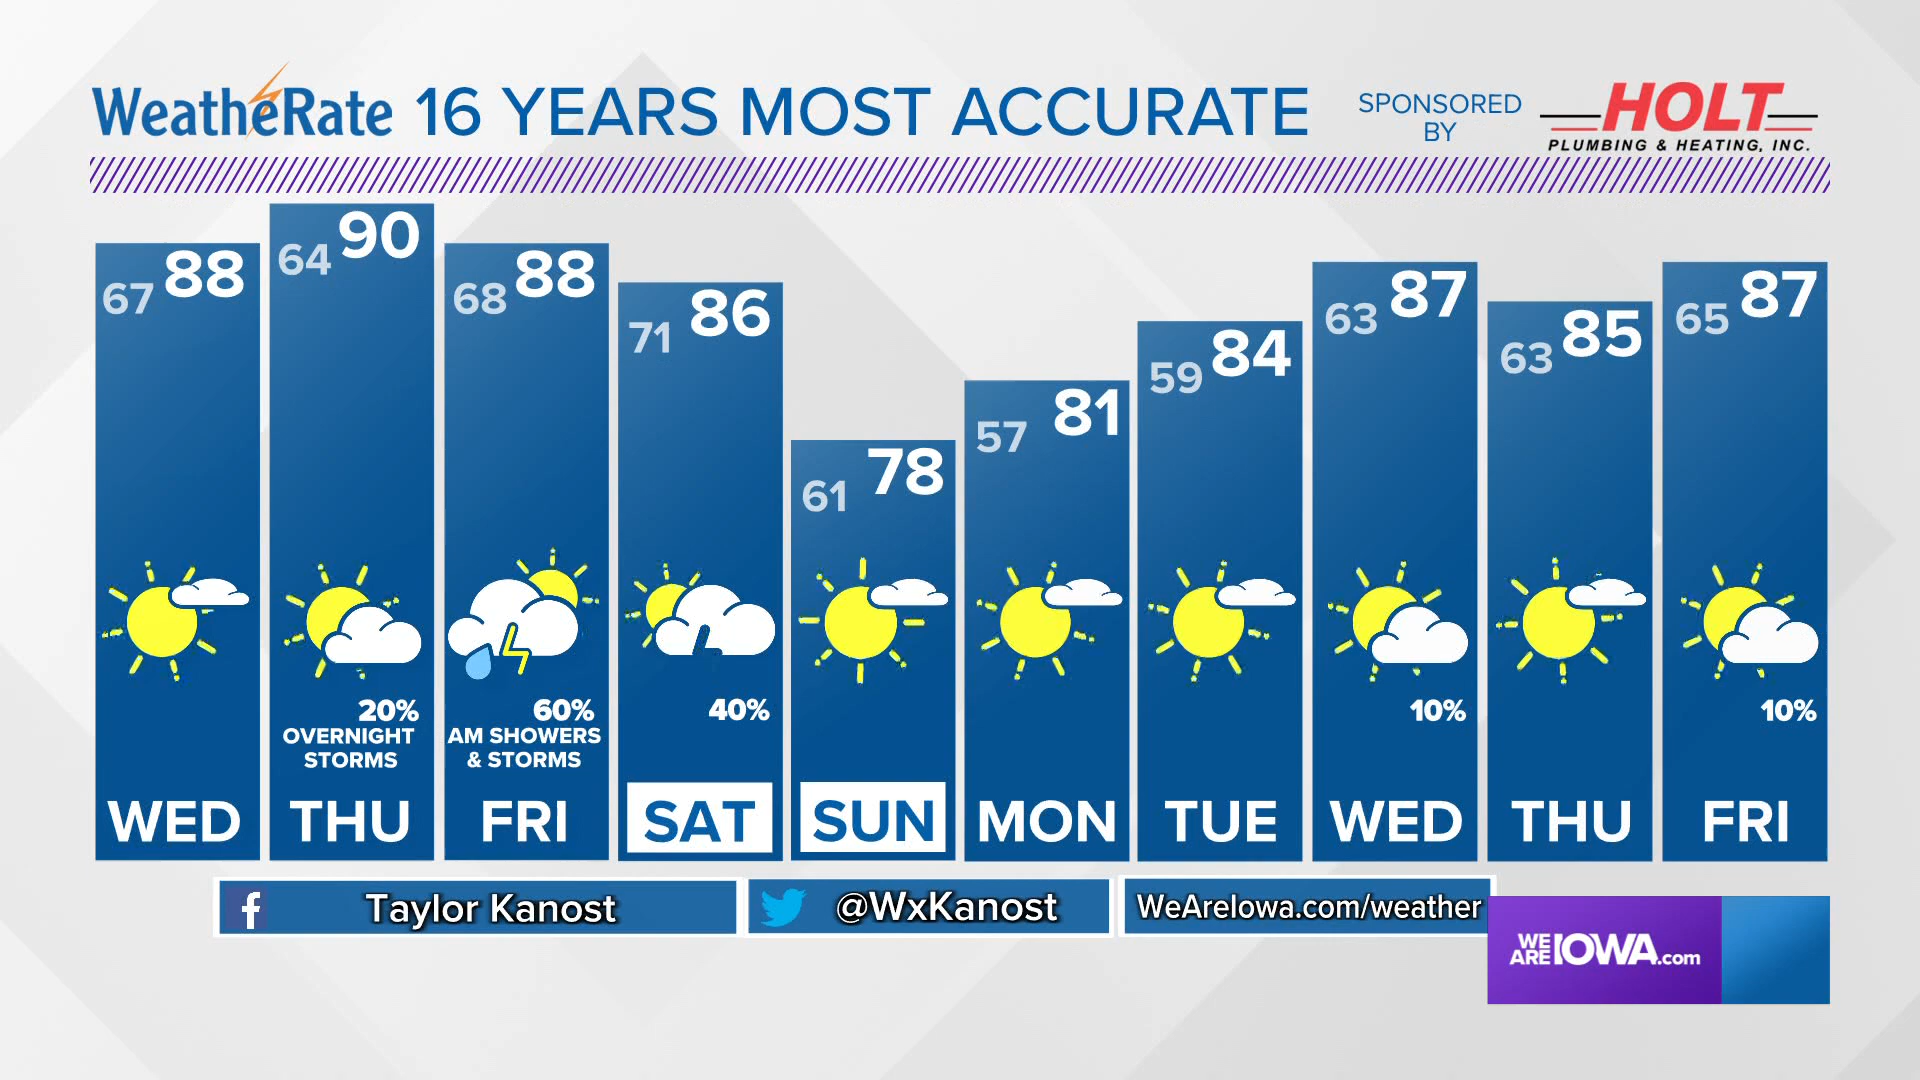 WeatheRate 16 YEARS MOST ACCURATE
SPONSORED
BY
HOLT
PLUMBING & HEATING, INC.
67 88
64 90
68 88
71 86
61 78
57 81
59 84
63 87
63 85
65 87
20%
OVERNIGHT
STORMS
60%
AM SHOWERS
& STORMS
40%
10%
10%
WED THU FRI SAT SUN MON TUE WED THU FRI
f Taylor Kanost
@WxKanost
WeAreIowa.com/weather
WE
ARE IOWA.com